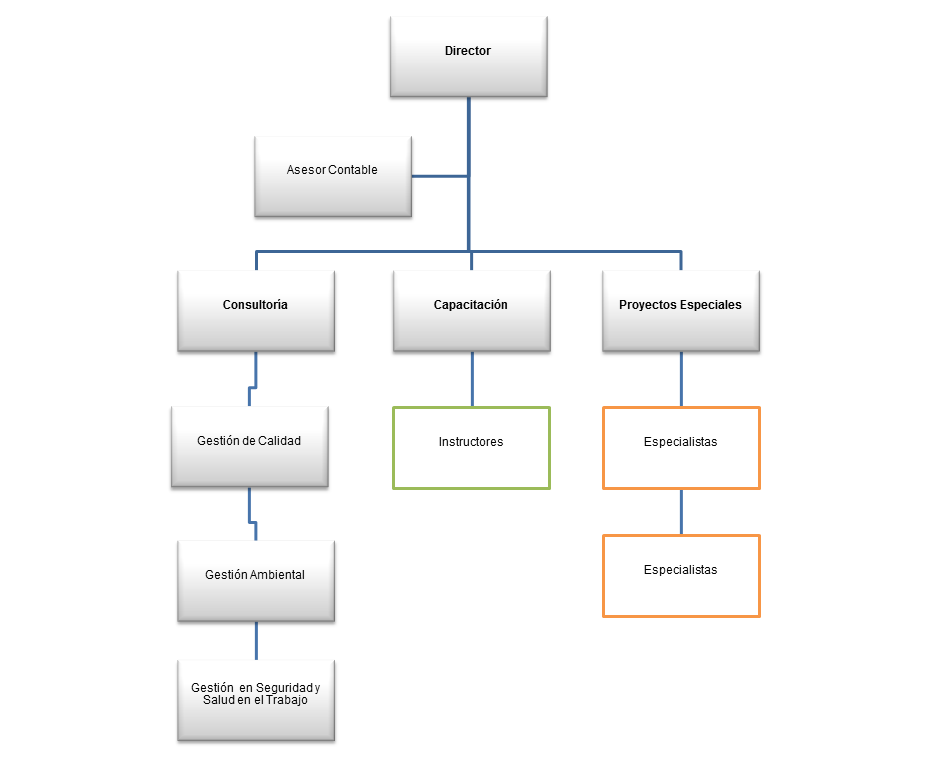 Director
Asesor Contable
Consultoría
Capacitación
Proyectos Especiales
Gestión de Calidad
Instructores
Especialistas
Gestión Ambiental
Especialistas
Gestión en Seguridad y
Salud en el Trabajo